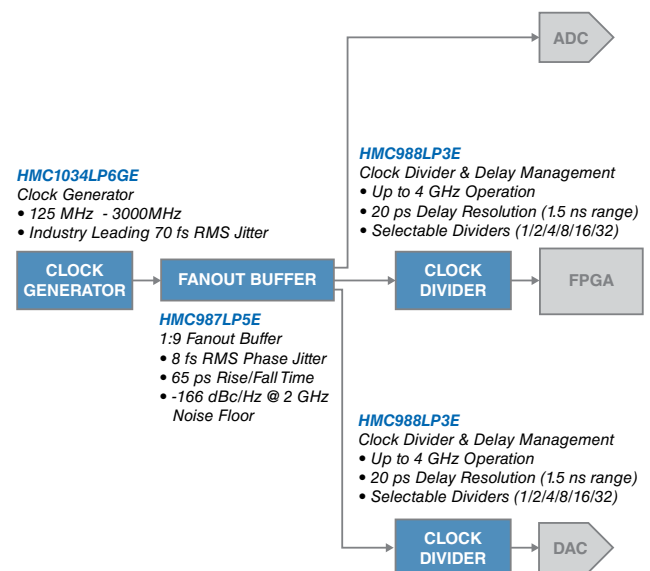 ADC
HMC1034LP6GE
Clock Generator
• 125 MHz - 3000MHz
• Industry Leading 70 fs RMS Jitter
HMC988LP3E
Clock Divider & Delay Management
• Up to 4 GHz Operation
• 20 ps Delay Resolution (1.5 ns range)
• Selectable Dividers (1/2/4/8/16/32)
CLOCK
GENERATOR
FANOUT BUFFER
CLOCK
DIVIDER
FPGA
HMC987LP5E
1:9 Fanout Buffer
• 8 fs RMS Phase Jitter
• 65 ps Rise/Fall Time
• -166 dBc/Hz @ 2 GHz
Noise Floor
HMC988LP3E
Clock Divider & Delay Management
• Up to 4 GHz Operation
• 20 ps Delay Resolution (1.5 ns range)
• Selectable Dividers (1/2/4/8/16/32)
CLOCK
DIVIDER
DAC